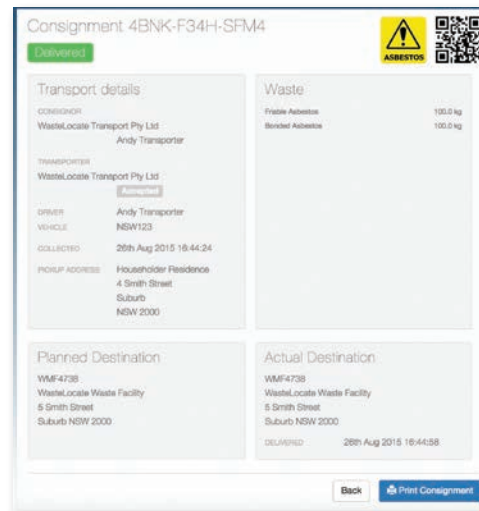 Consignment 4BNK-F34H-SFM4
Delivered
ASBESTOS
Transport details
CONSIGNOR
WasteLocate Transport Pty Ltd
Andy Transporter
TRANSPORTER
WasteLocate Transport Pty Ltd
Accepted
DRIVER Andy Transporter
VEHICLE NSW123
COLLECTED 26th Aug 2015 16:44:24
PICKUP ADDRESS Householder Residence
4 Smith Street
Suburb
NSW 2000
Waste
Friable Asbestos 100.0 kg
Bonded Asbestos 100.0 kg
Planned Destination
WMF4738
WasteLocate Waste Facility
5 Smith Street
Suburb NSW 2000
Actual Destination
WMF4738
WasteLocate Waste Facility
5 Smith Street
Suburb NSW 2000
DELIVERED 26th Aug 2015 16:44:58
Back
Print Consignment